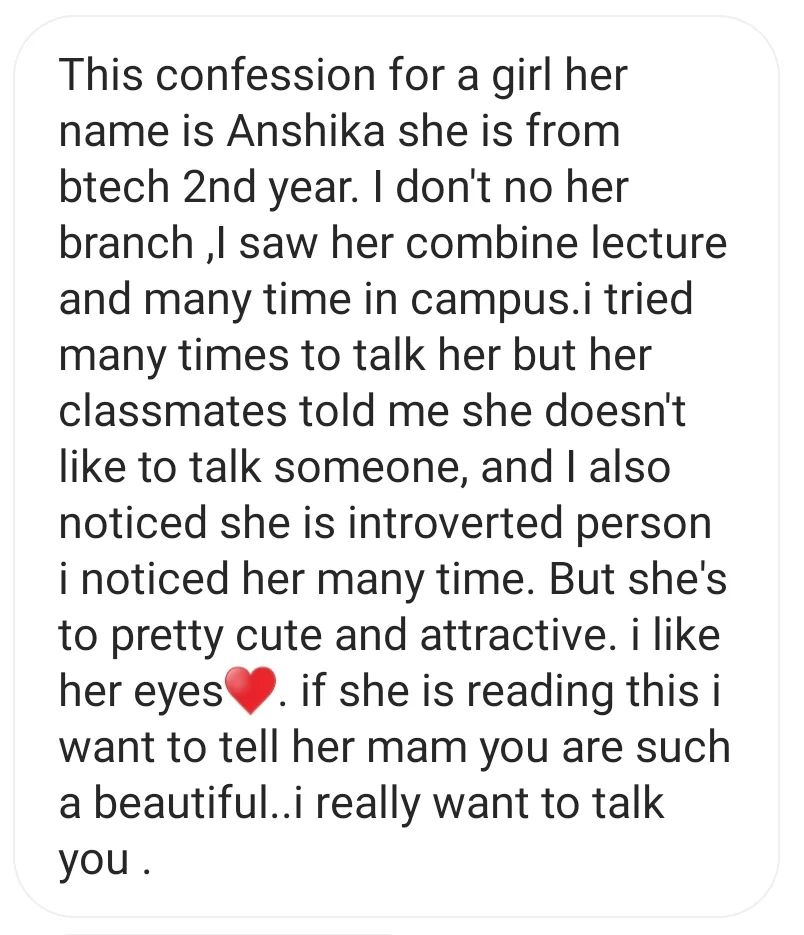 This confession for a girl her
name is Anshika she is from
btech 2nd year. I don't no her
branch ,I saw her combine lecture
and many time in campus.i tried
many times to talk her but her
classmates told me she doesn't
like to talk someone, and I also
noticed she is introverted person
i noticed her many time. But she's
to pretty cute and attractive. i like
her eyes♥️. if she is reading this i
want to tell her mam you are such
a beautiful..i really want to talk
you .